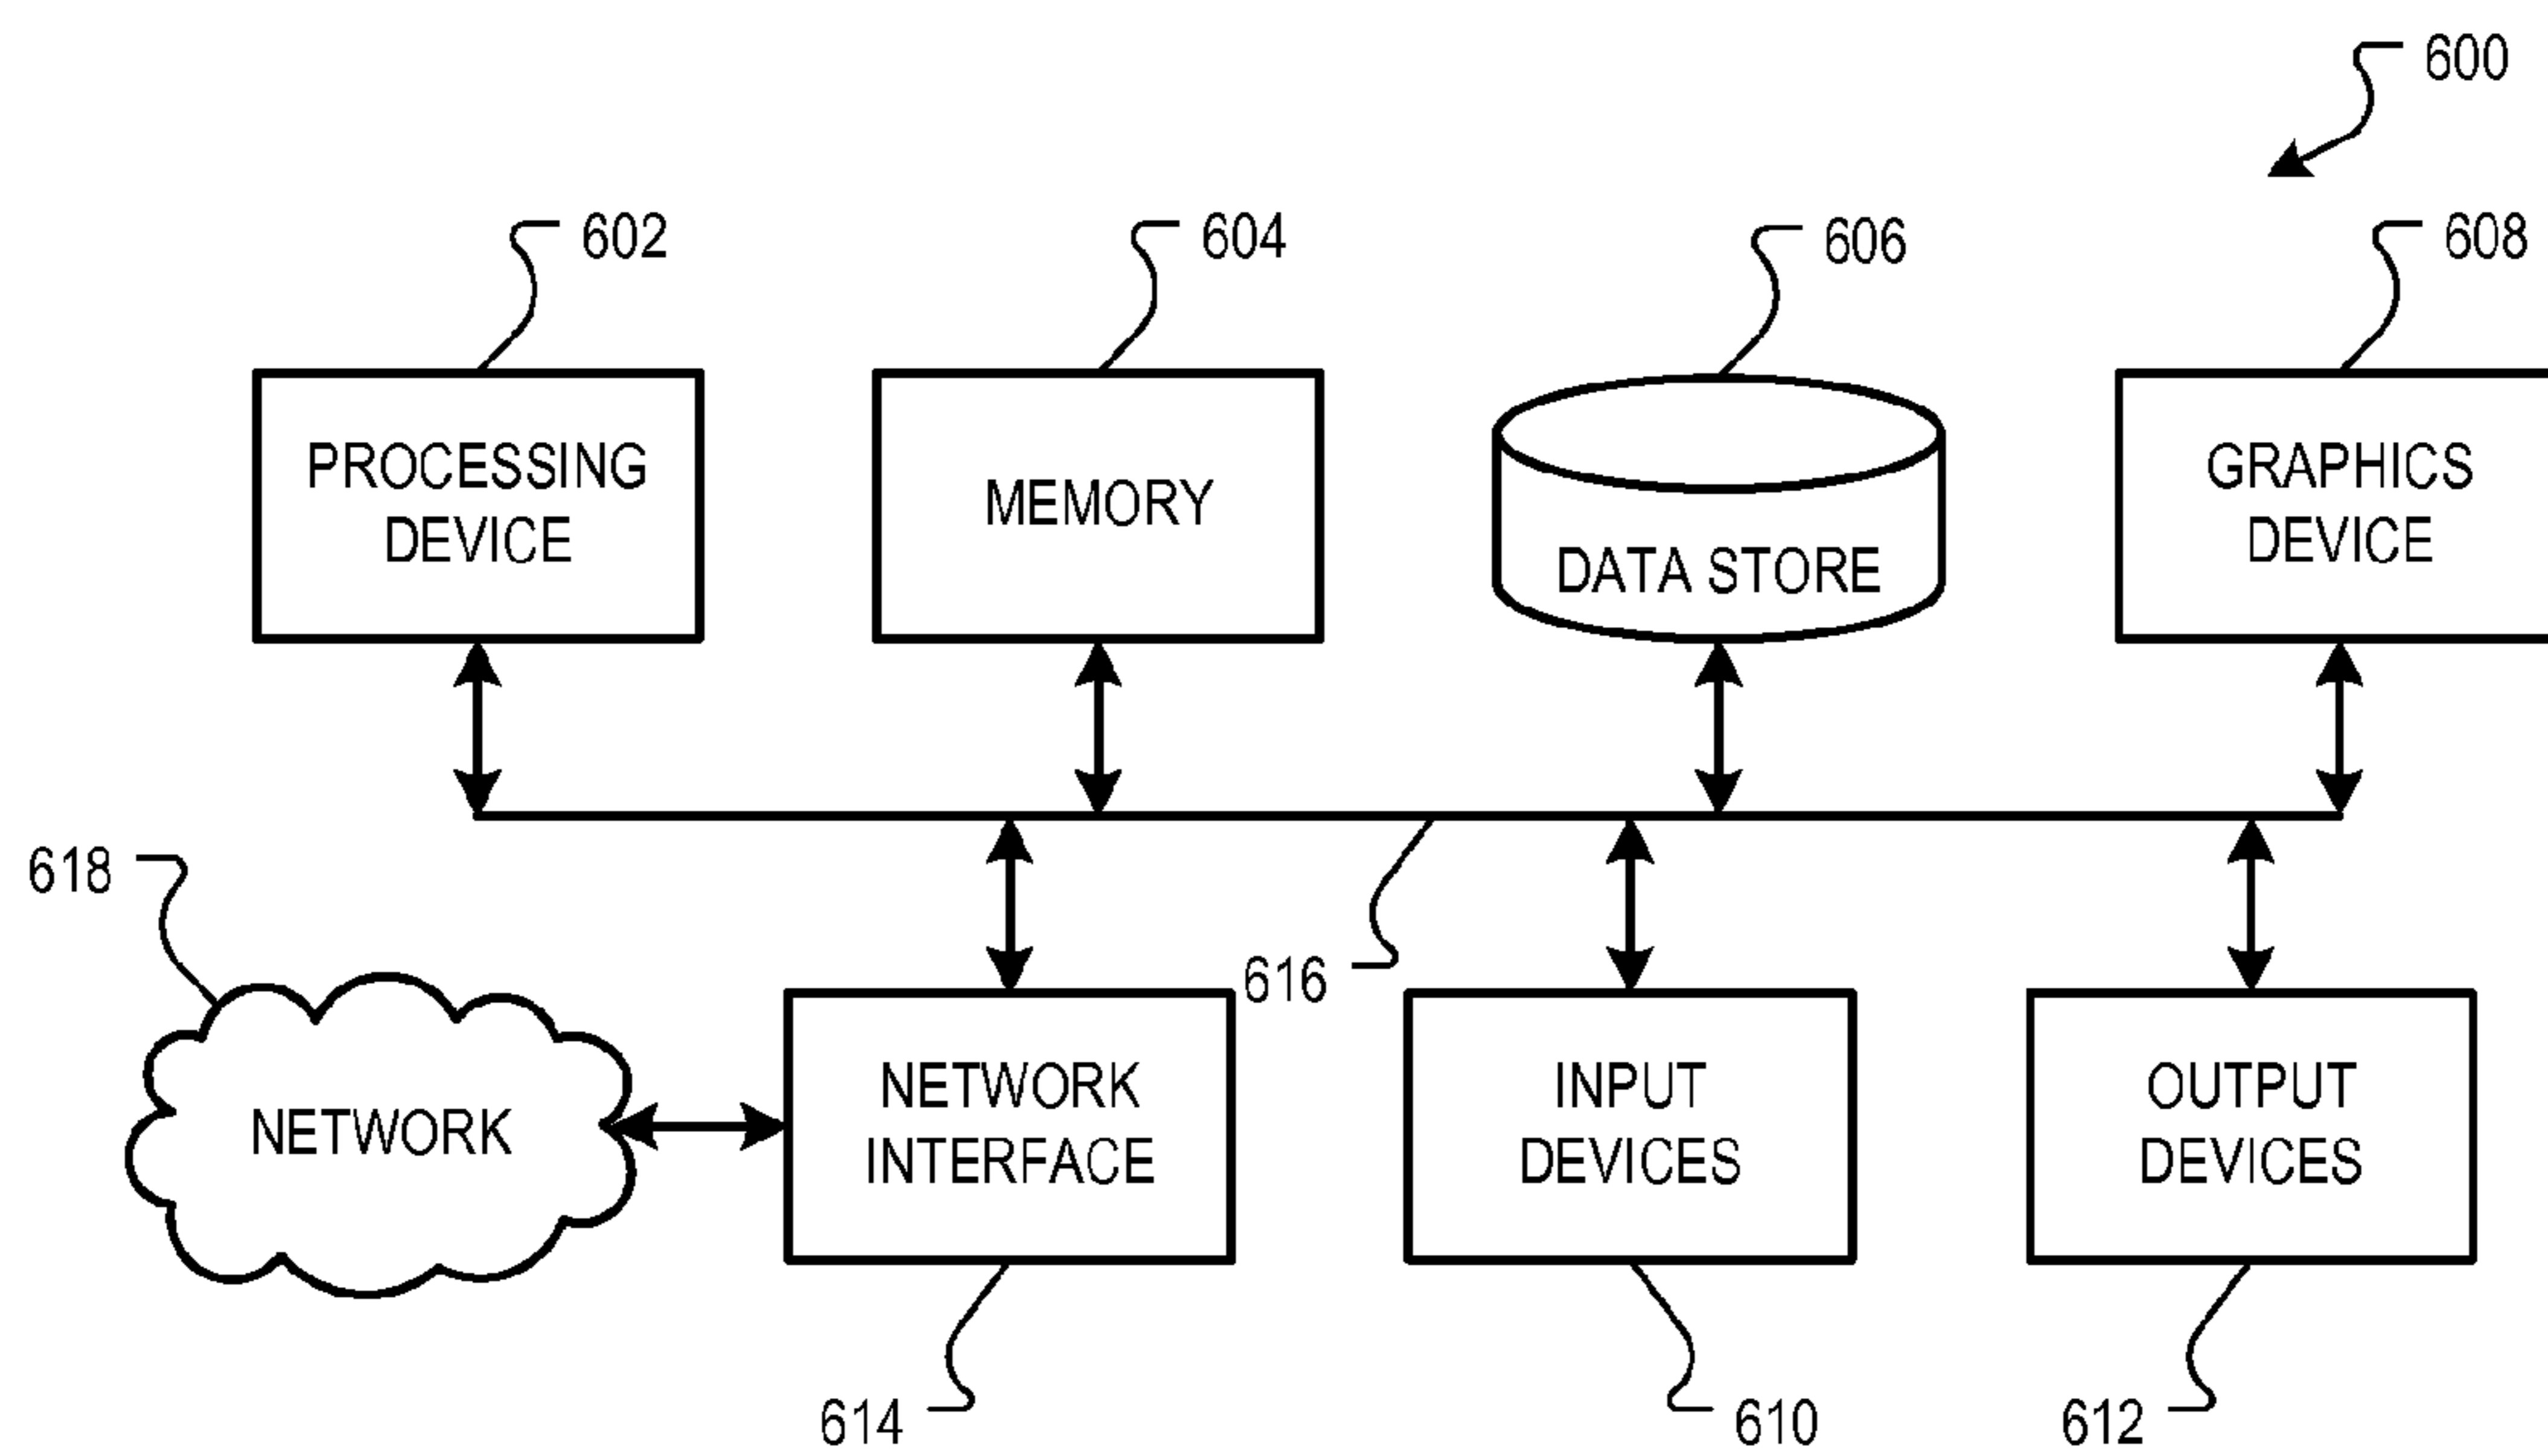 600
602
604
606
608
PROCESSING
DEVICE
MEMORY
DATA STORE
GRAPHICS
DEVICE
618
616
NETWORK
NETWORK
INTERFACE
INPUT
DEVICES
OUTPUT
DEVICES
614
610
612